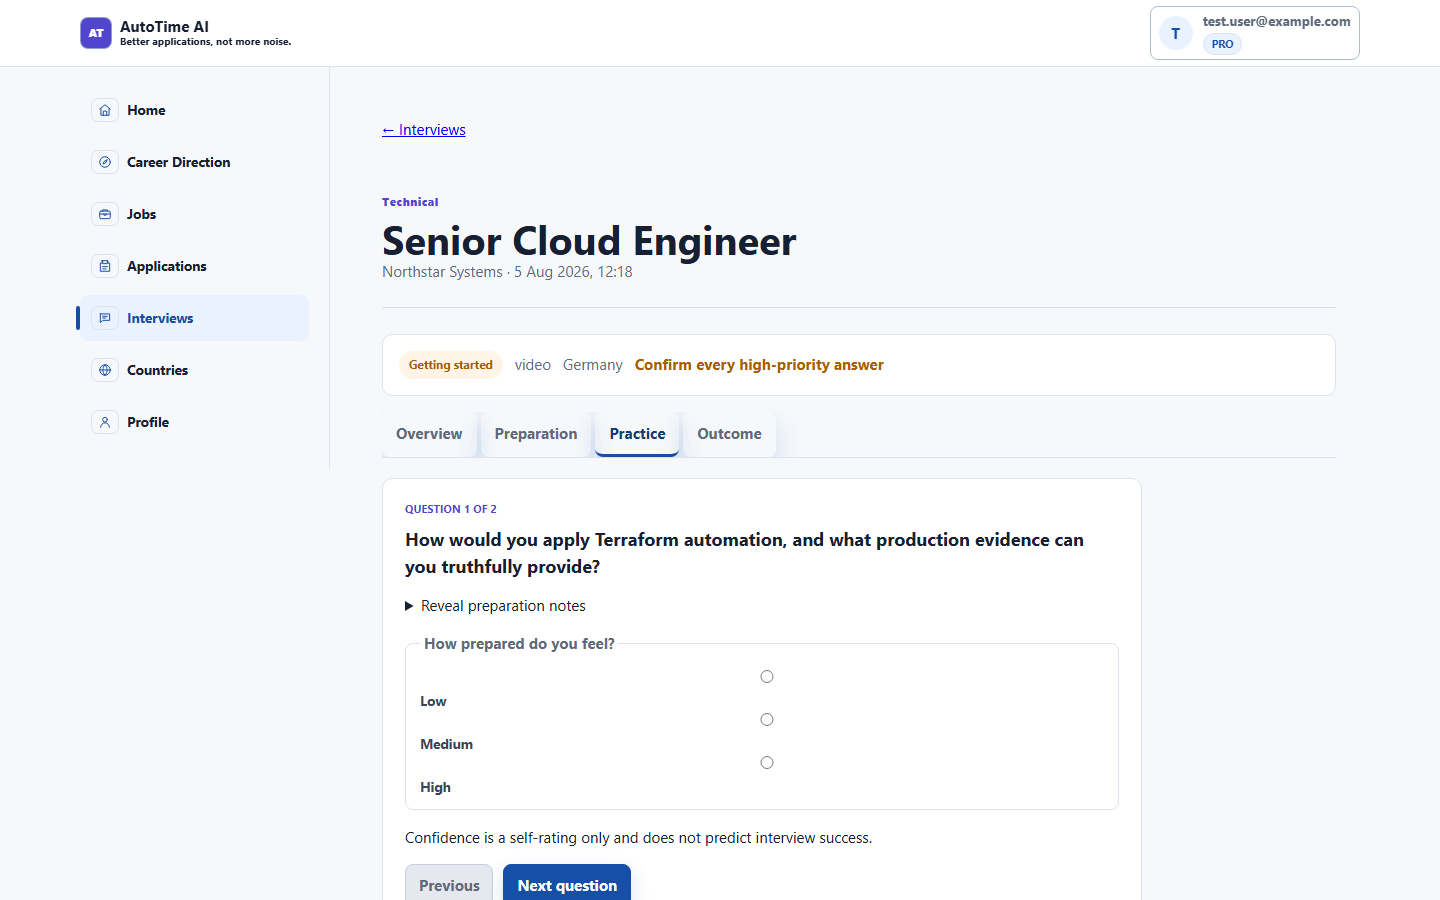 AT
AutoTime AI
Better applications, not more noise.
T
test.user@example.com
PRO
Home
Career Direction
Jobs
Applications
Interviews
Countries
Profile
← Interviews
Technical
Senior Cloud Engineer
Northstar Systems · 5 Aug 2026, 12:18
Getting started video Germany Confirm every high-priority answer
Overview Preparation Practice Outcome
QUESTION 1 OF 2
How would you apply Terraform automation, and what production evidence can
you truthfully provide?
Reveal preparation notes
How prepared do you feel?
Low
Medium
High
Confidence is a self-rating only and does not predict interview success.
Previous Next question